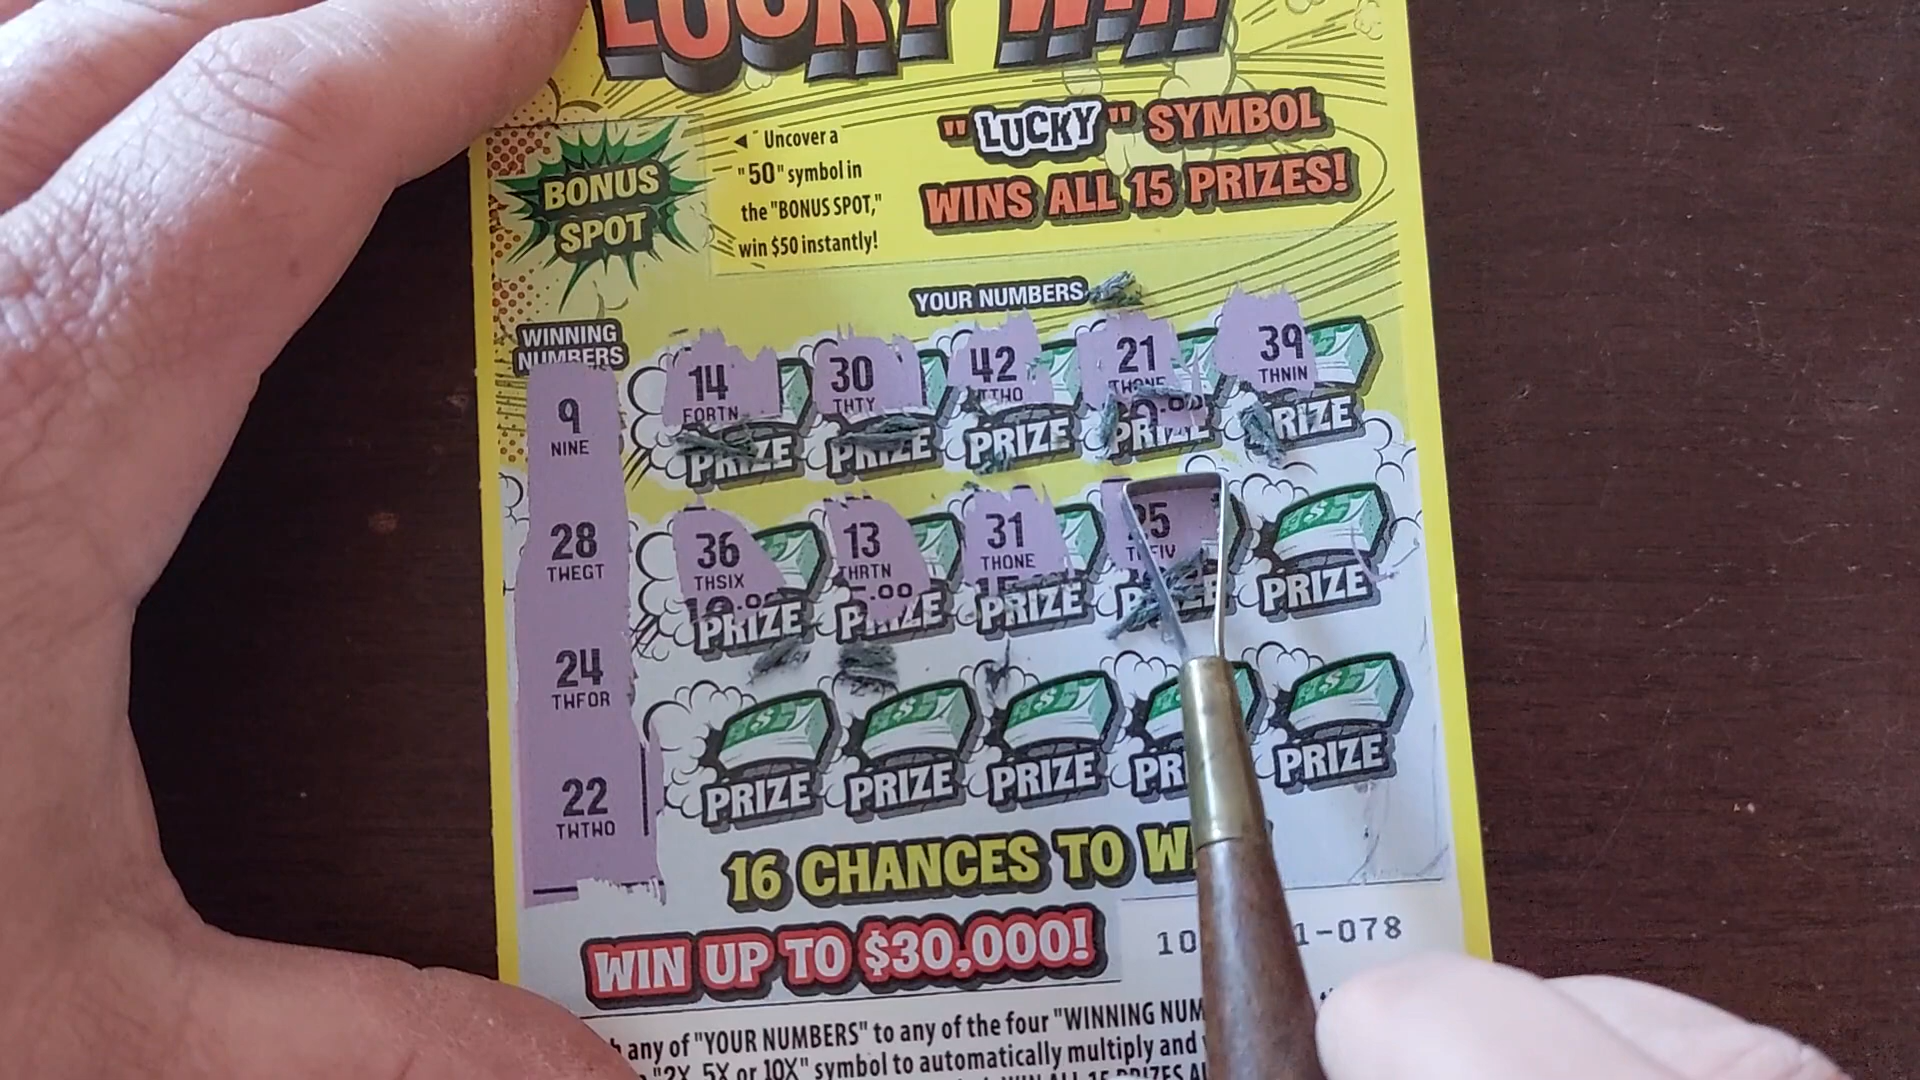 LUCKY WIN
BONUS
SPOT
Uncover a
"50" symbol in
the "BONUS SPOT,"
win $50 instantly!
"LUCKY" SYMBOL
WINS ALL 15 PRIZES!
YOUR NUMBERS
WINNING
NUMBERS
14 30 42 21 39
FORTN THTY THONE THNIN
PRIZE PRIZE PRIZE PRIZE PRIZE
9
NINE
36 13 31 25
THSIX THRTN THONE
PRIZE PRIZE PRIZE PRIZE
28
TWEGT
24
TWFOR
PRIZE PRIZE PRIZE PRIZE
22
TWTWO
16 CHANCES TO
WIN UP TO $30,000!
1-078
any of "YOUR NUMBERS" to any of the four "WINNING
"2X, 5X or 10X" symbol to automatically multiply and